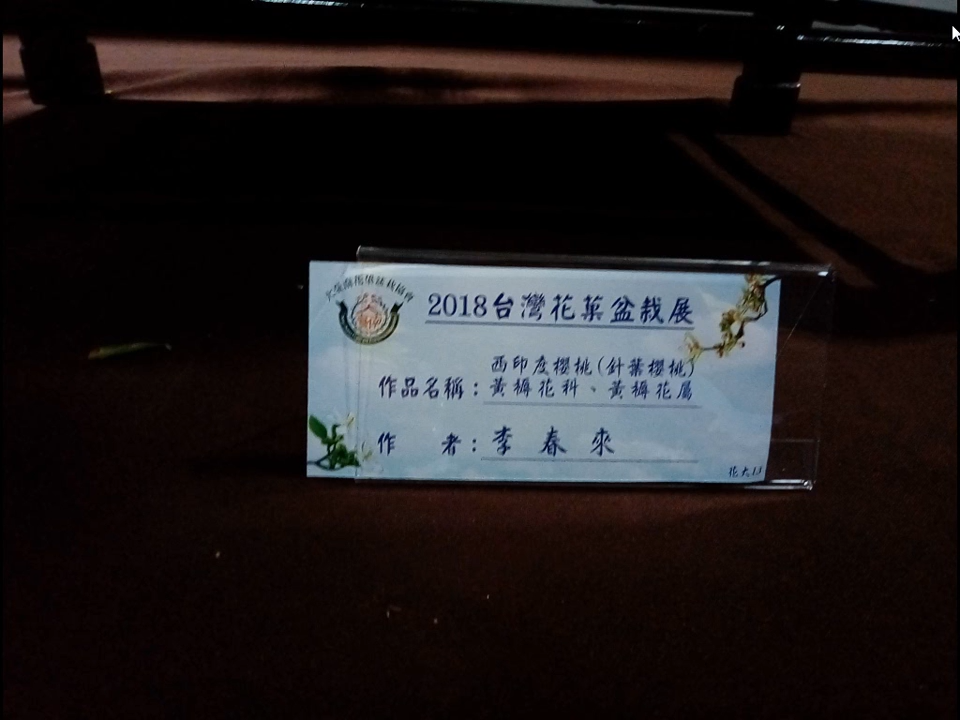 2018台灣花菓盆栽展
西印度櫻桃(針葉櫻桃)
作品名稱：黃褥花科、黃褥花屬
作　者：李春來
花大13